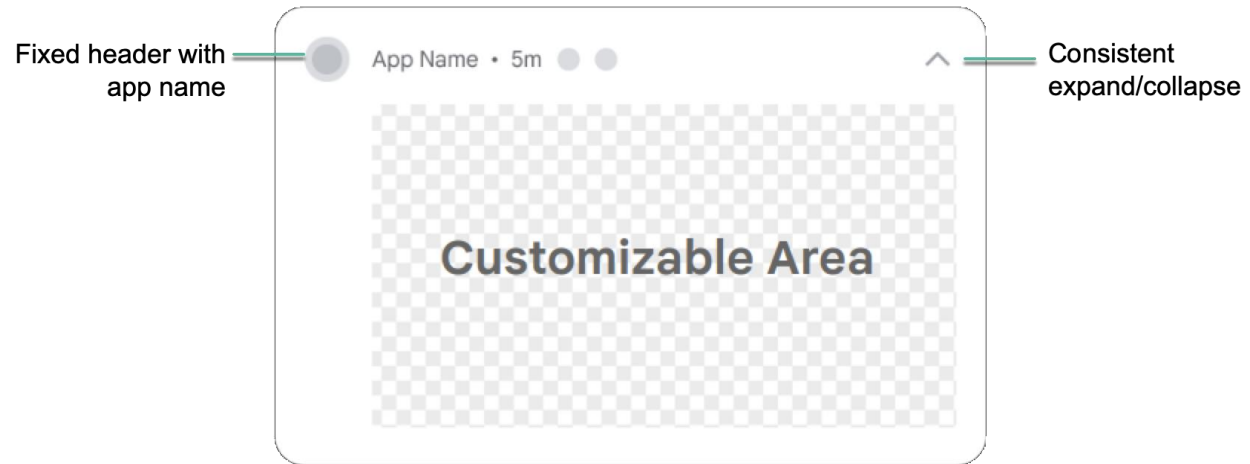 Fixed header with
app name
App Name • 5m
Consistent
expand/collapse
Customizable Area